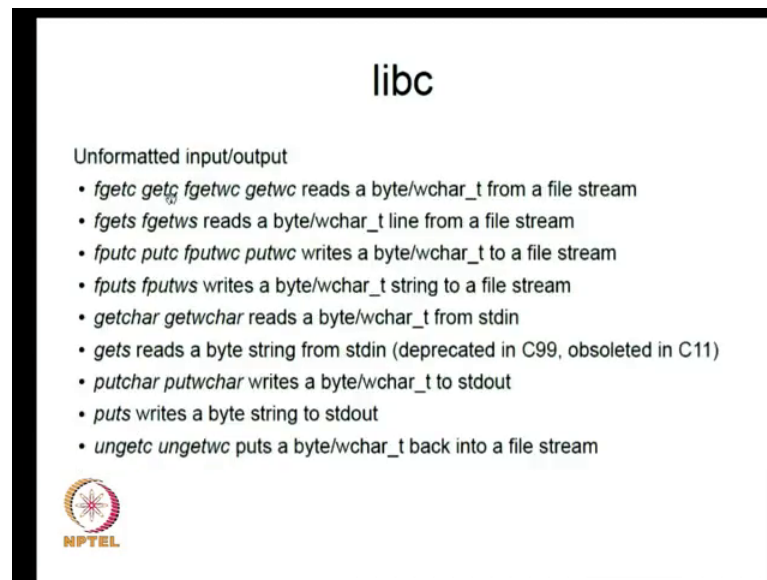 libc
Unformatted input/output
• fgetc getc fgetwc getwc reads a byte/wchar_t from a file stream
• fgets fgetws reads a byte/wchar_t line from a file stream
• fputc putc fputwc putwc writes a byte/wchar_t to a file stream
• fputs fputws writes a byte/wchar_t string to a file stream
• getchar getwchar reads a byte/wchar_t from stdin
• gets reads a byte string from stdin (deprecated in C99, obsoleted in C11)
• putchar putwchar writes a byte/wchar_t to stdout
• puts writes a byte string to stdout
• ungetc ungetwc puts a byte/wchar_t back into a file stream
NPTEL